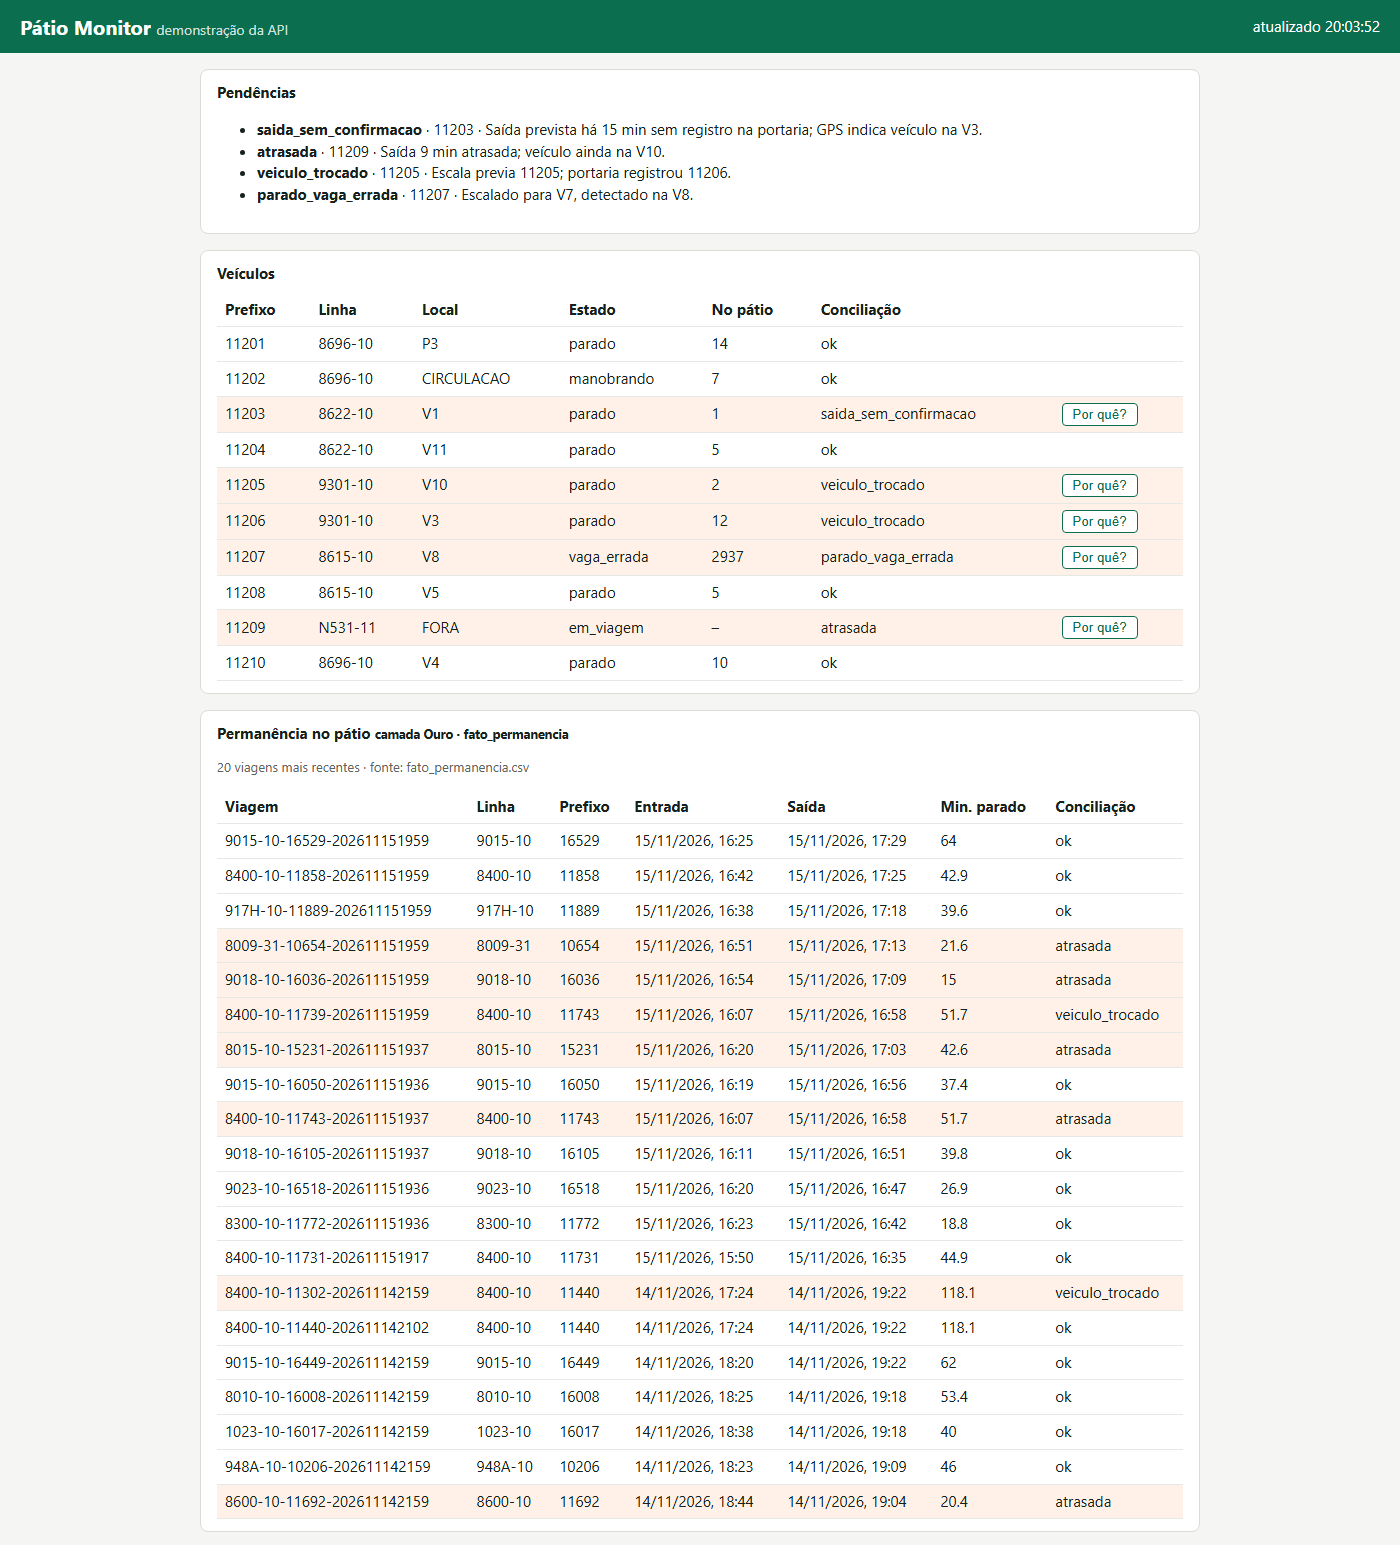 Pátio Monitor demonstração da API
atualizado 20:03:52
Pendências
• saida_sem_confirmacao · 11203 · Saída prevista há 15 min sem registro na portaria; GPS indica veículo na V3.
• atrasada · 11209 · Saída 9 min atrasada; veículo ainda na V10.
• veiculo_trocado · 11205 · Escala previa 11205; portaria registrou 11206.
• parado_vaga_errada · 11207 · Escalado para V7, detectado na V8.
Veículos
Prefixo Linha Local Estado No pátio Conciliação
11201 8696-10 P3 parado 14 ok
11202 8696-10 CIRCULACAO manobrando 7 ok
11203 8622-10 V1 parado 1 saida_sem_confirmacao Por quê?
11204 8622-10 V11 parado 5 ok
11205 9301-10 V10 parado 2 veiculo_trocado Por quê?
11206 9301-10 V3 parado 12 veiculo_trocado Por quê?
11207 8615-10 V8 vaga_errada 2937 parado_vaga_errada Por quê?
11208 8615-10 V5 parado 5 ok
11209 N531-11 FORA em_viagem – atrasada Por quê?
11210 8696-10 V4 parado 10 ok
Permanência no pátio camada Ouro · fato_permanencia
20 viagens mais recentes · fonte: fato_permanencia.csv
Viagem Linha Prefixo Entrada Saída Min. parado Conciliação
9015-10-16529-202611151959 9015-10 16529 15/11/2026, 16:25 15/11/2026, 17:29 64 ok
8400-10-11858-202611151959 8400-10 11858 15/11/2026, 16:42 15/11/2026, 17:25 42.9 ok
917H-10-11889-202611151959 917H-10 11889 15/11/2026, 16:38 15/11/2026, 17:18 39.6 ok
8009-31-10654-202611151959 8009-31 10654 15/11/2026, 16:51 15/11/2026, 17:13 21.6 atrasada
9018-10-16036-202611151959 9018-10 16036 15/11/2026, 16:54 15/11/2026, 17:09 15 atrasada
8400-10-11739-202611151959 8400-10 11743 15/11/2026, 16:07 15/11/2026, 16:58 51.7 veiculo_trocado
8015-10-15231-202611151937 8015-10 15231 15/11/2026, 16:20 15/11/2026, 17:03 42.6 atrasada
9015-10-16050-202611151936 9015-10 16050 15/11/2026, 16:19 15/11/2026, 16:56 37.4 ok
8400-10-11743-202611151937 8400-10 11743 15/11/2026, 16:07 15/11/2026, 16:58 51.7 atrasada
9018-10-16105-202611151937 9018-10 16105 15/11/2026, 16:11 15/11/2026, 16:51 39.8 ok
9023-10-16518-202611151936 9023-10 16518 15/11/2026, 16:20 15/11/2026, 16:47 26.9 ok
8300-10-11772-202611151936 8300-10 11772 15/11/2026, 16:23 15/11/2026, 16:42 18.8 ok
8400-10-11731-202611151917 8400-10 11731 15/11/2026, 15:50 15/11/2026, 16:35 44.9 ok
8400-10-11302-202611142159 8400-10 11440 14/11/2026, 17:24 14/11/2026, 19:22 118.1 veiculo_trocado
8400-10-11440-202611142102 8400-10 11440 14/11/2026, 17:24 14/11/2026, 19:22 118.1 ok
9015-10-16449-202611142159 9015-10 16449 14/11/2026, 18:20 14/11/2026, 19:22 62 ok
8010-10-16008-202611142159 8010-10 16008 14/11/2026, 18:25 14/11/2026, 19:18 53.4 ok
1023-10-16017-202611142159 1023-10 16017 14/11/2026, 18:38 14/11/2026, 19:18 40 ok
948A-10-10206-202611142159 948A-10 10206 14/11/2026, 18:23 14/11/2026, 19:09 46 ok
8600-10-11692-202611142159 8600-10 11692 14/11/2026, 18:44 14/11/2026, 19:04 20.4 atrasada